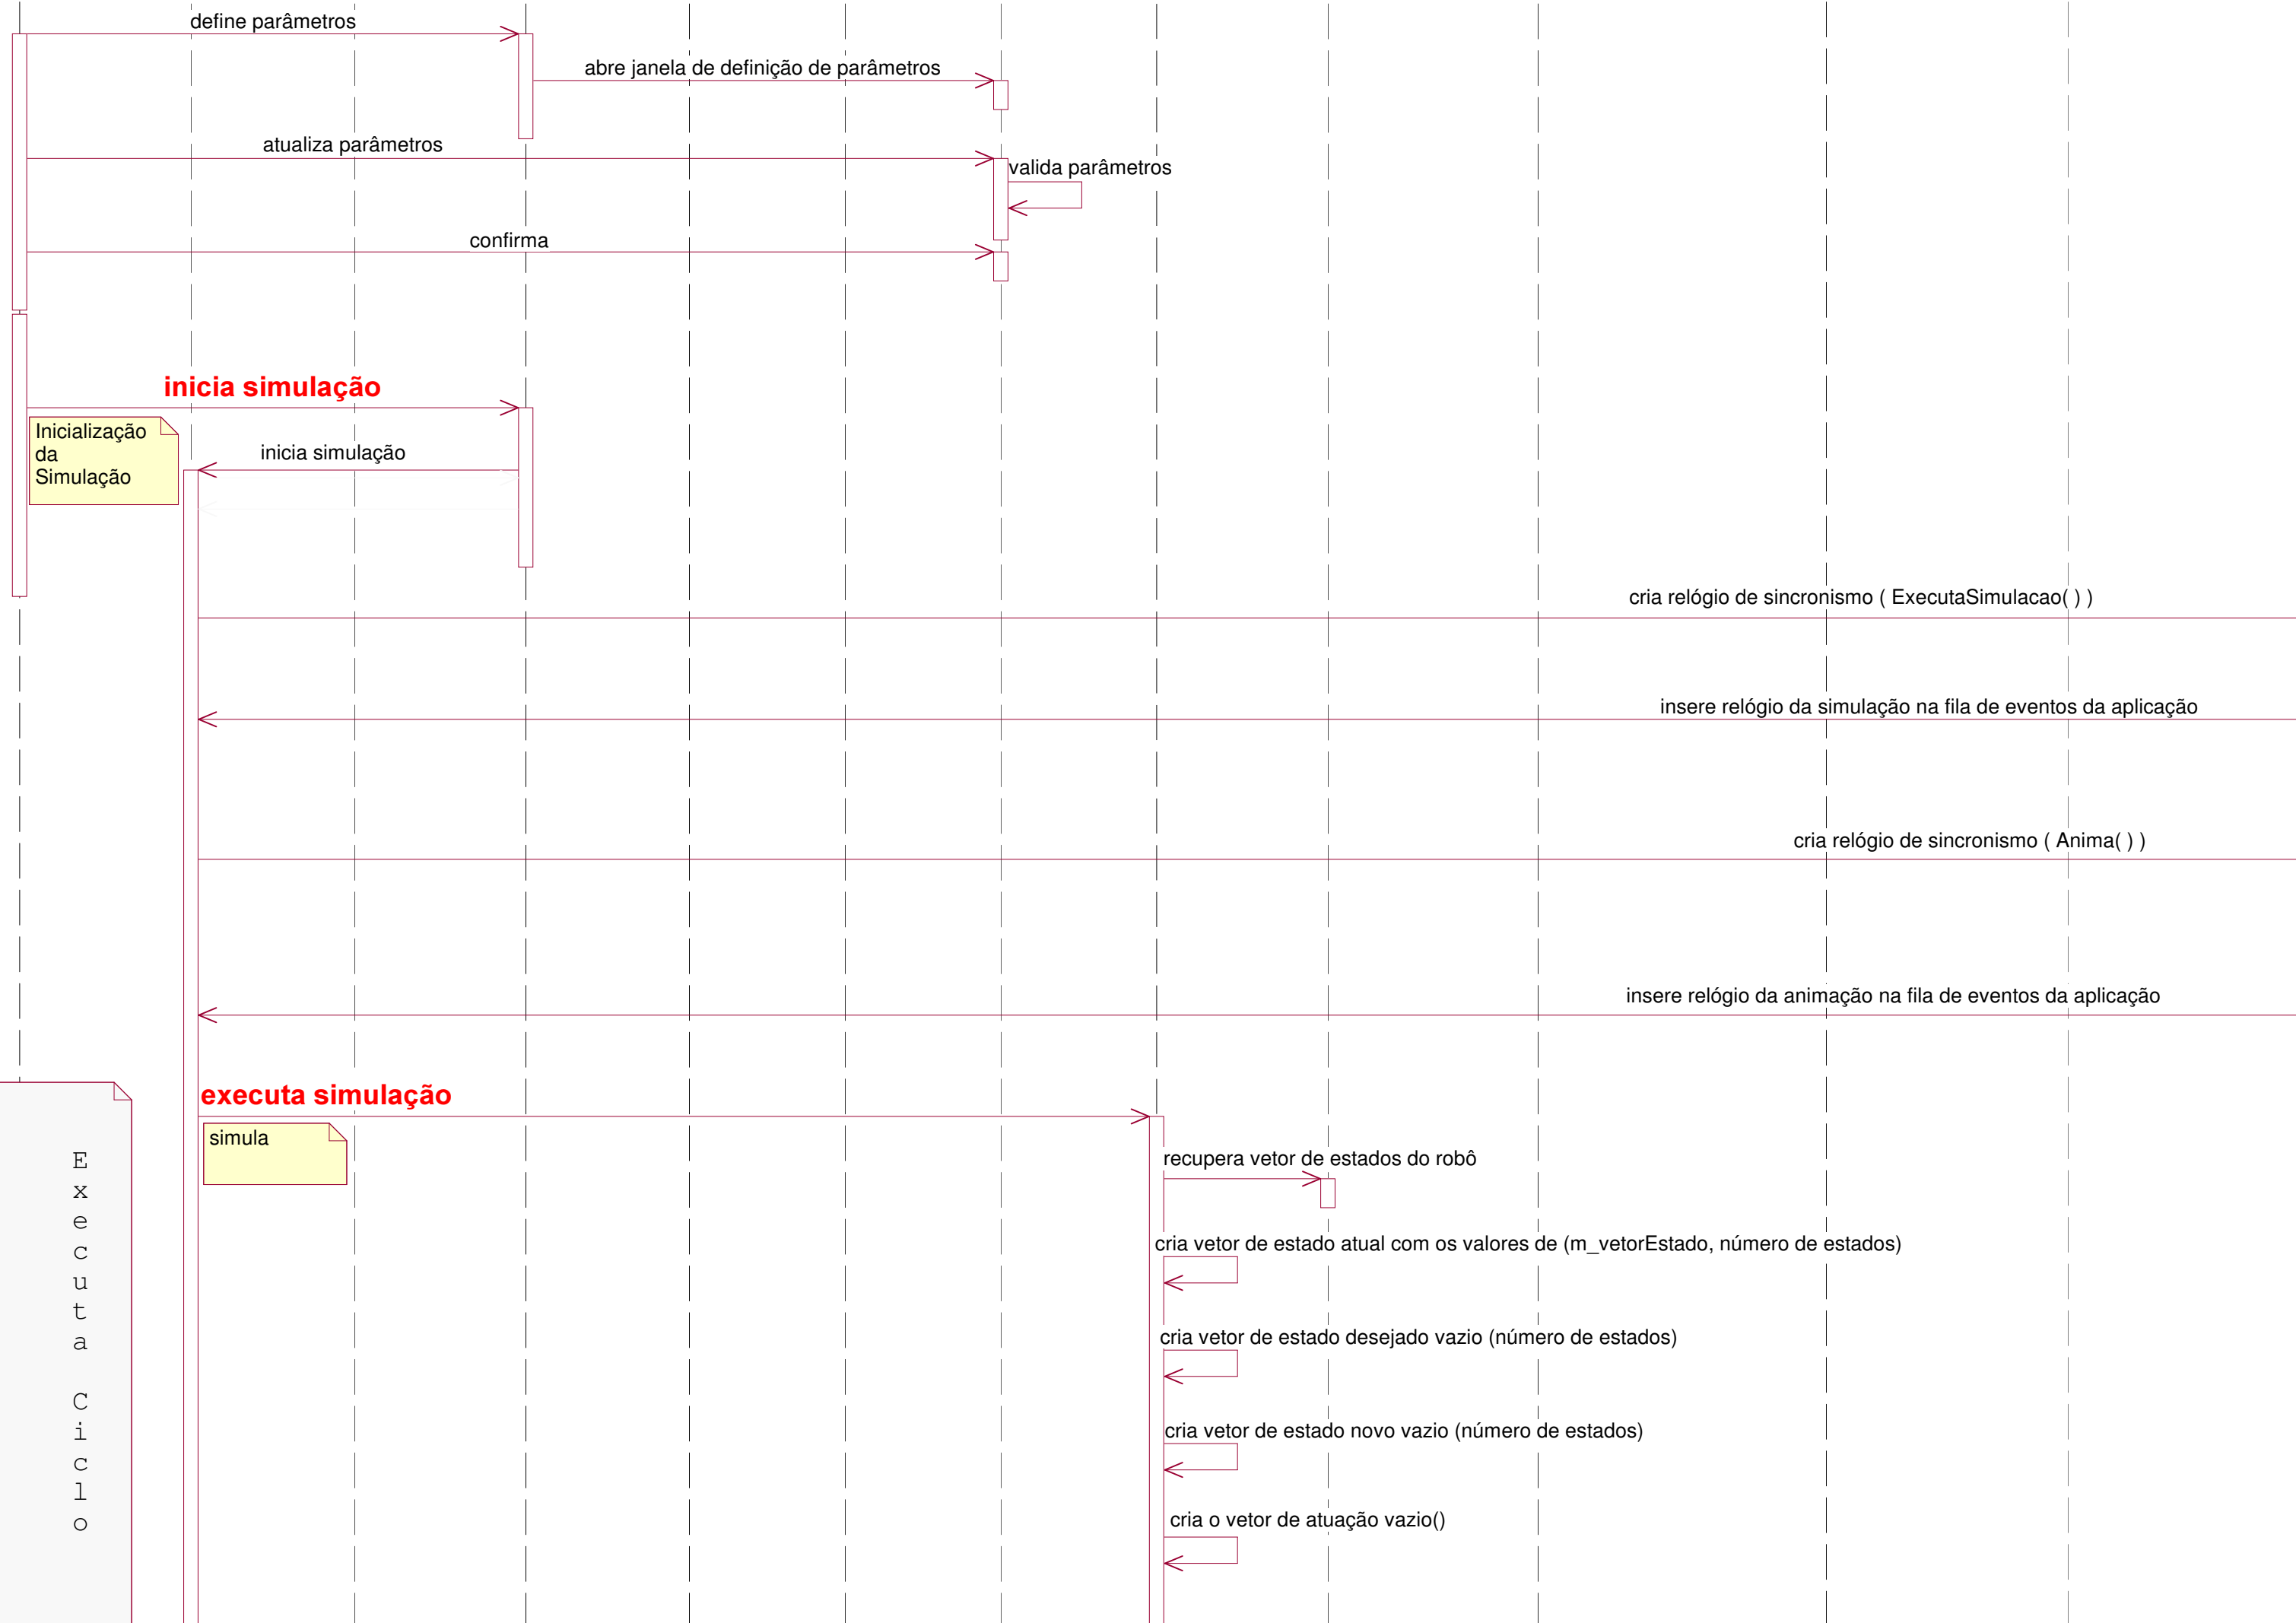 define parâmetros
abre janela de definição de parâmetros
atualiza parâmetros
valida parâmetros
confirma
inicia simulação
Inicialização
da
Simulação
inicia simulação
cria relógio de sincronismo ( ExecutaSimulacao( ) )
insere relógio da simulação na fila de eventos da aplicação
cria relógio de sincronismo ( Anima( ) )
insere relógio da animação na fila de eventos da aplicação
executa simulação
simula
recupera vetor de estados do robô
cria vetor de estado atual com os valores de (m_vetorEstado, número de estados)
cria vetor de estado desejado vazio (número de estados)
cria vetor de estado novo vazio (número de estados)
cria o vetor de atuação vazio()
Executa Ciclo